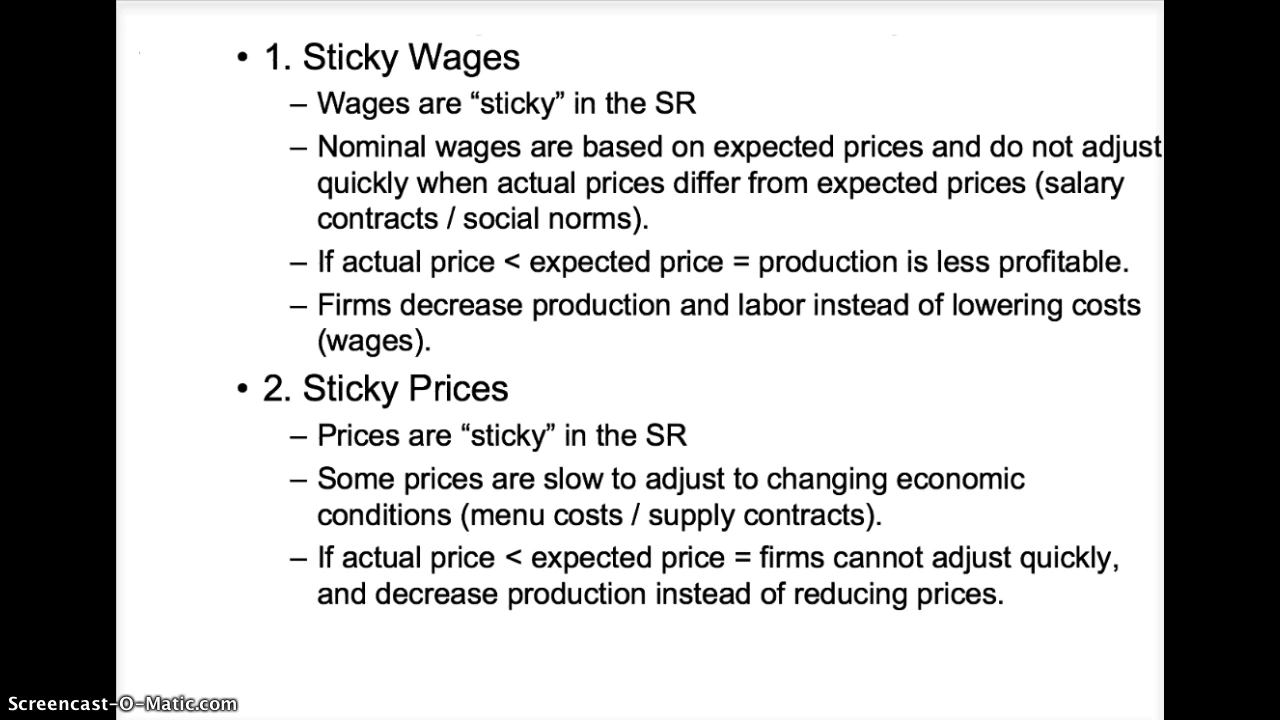 • 1. Sticky Wages
– Wages are “sticky” in the SR
– Nominal wages are based on expected prices and do not adjust
quickly when actual prices differ from expected prices (salary
contracts / social norms).
– If actual price < expected price = production is less profitable.
– Firms decrease production and labor instead of lowering costs
(wages).
• 2. Sticky Prices
– Prices are “sticky” in the SR
– Some prices are slow to adjust to changing economic
conditions (menu costs / supply contracts).
– If actual price < expected price = firms cannot adjust quickly,
and decrease production instead of reducing prices.
Screencast-O-Matic.com